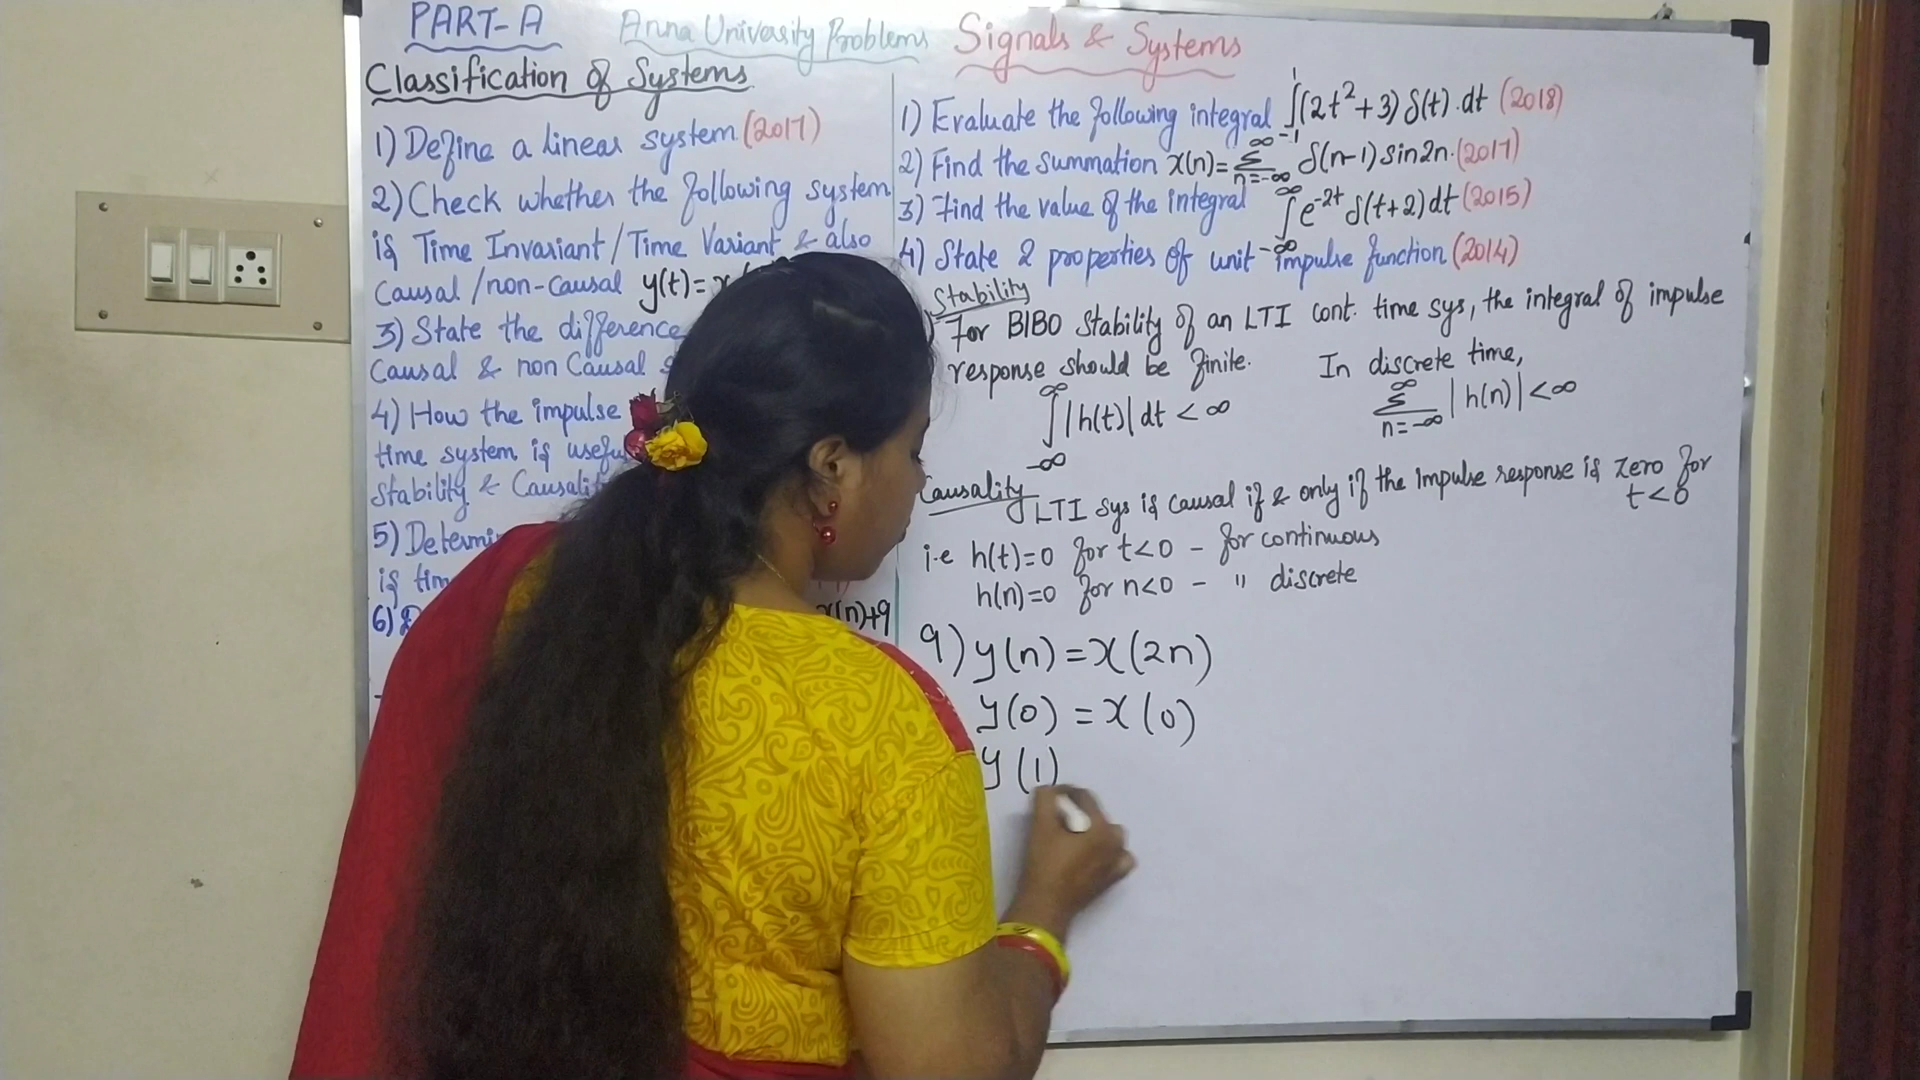 PART-A Anna Univeristy Problems Signals & Systems
Classification of Systems
1) Define a linear system (2017)
2) Check whether the following system
is Time Invariant / Time Variant & also
Causal / non-causal y(t)=
3) State the difference
Causal & non Causal
4) How the impulse
time system is
Stability &
5)
is
6) x(n)+9
1) Evaluate the following integral ∫₋₁¹(2t²+3) δ(t).dt (2018)
2) Find the summation x(n)=Σ_{n=-∞}^{∞} δ(n-1) sin2n. (2017)
3) Find the value of the integral ∫_{-∞}^{∞} e^{-2t} δ(t+2)dt (2015)
4) State 2 properties of unit impulse function (2014)
Stability
For BIBO Stability of an LTI cont. time sys, the integral of impulse
response should be finite. In discrete time,
∫_{-∞}^{∞} |h(t)| dt < ∞ Σ_{n=-∞}^{∞} |h(n)| < ∞
Causality LTI sys is causal if & only if the impulse response is zero for
t<0
i.e h(t)=0 for t<0 - for continuous
h(n)=0 for n<0 - " discrete
9) y(n) = x(2n)
y(0) = x(0)
y(1)